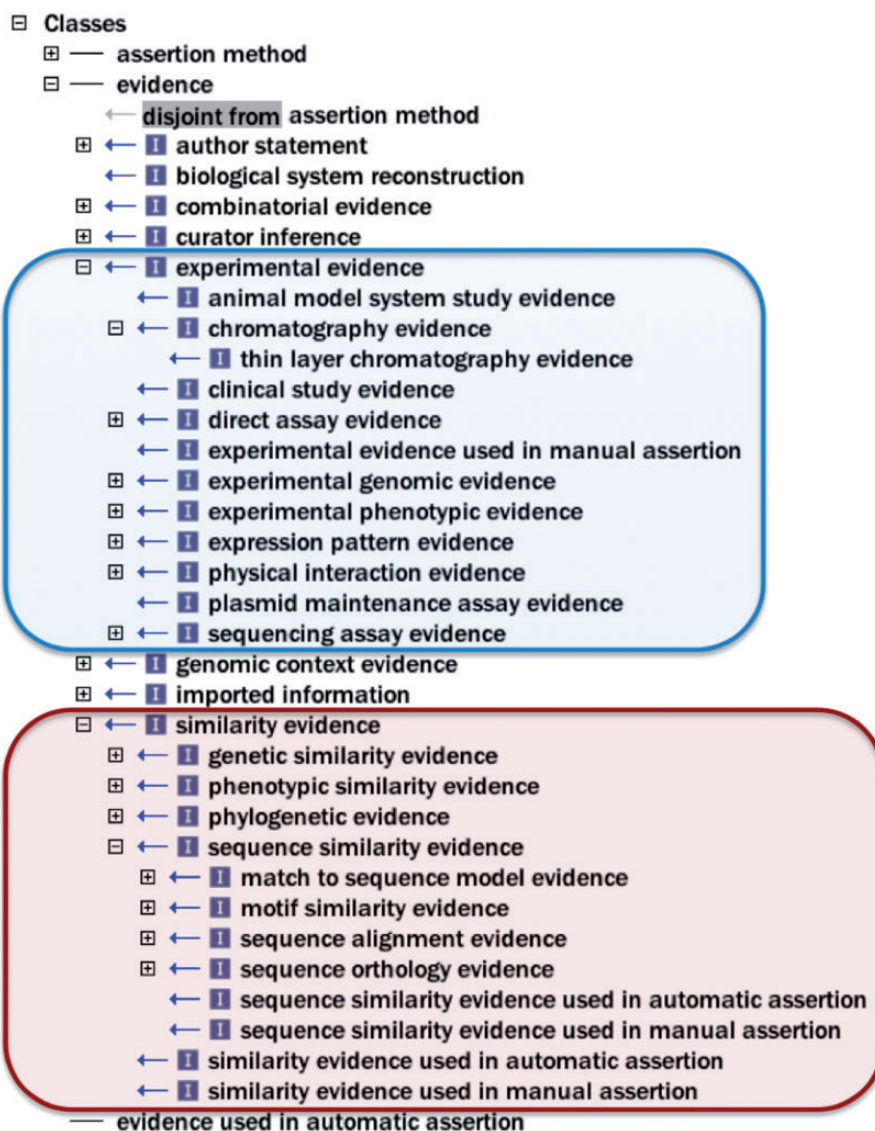 Classes
assertion method
evidence
disjoint from assertion method
I author statement
I biological system reconstruction
I combinatorial evidence
I curator inference
I experimental evidence
I animal model system study evidence
I chromatography evidence
I thin layer chromatography evidence
I clinical study evidence
I direct assay evidence
I experimental evidence used in manual assertion
I experimental genomic evidence
I experimental phenotypic evidence
I expression pattern evidence
I physical interaction evidence
I plasmid maintenance assay evidence
I sequencing assay evidence
I genomic context evidence
I imported information
I similarity evidence
I genetic similarity evidence
I phenotypic similarity evidence
I phylogenetic evidence
I sequence similarity evidence
I match to sequence model evidence
I motif similarity evidence
I sequence alignment evidence
I sequence orthology evidence
I sequence similarity evidence used in automatic assertion
I sequence similarity evidence used in manual assertion
I similarity evidence used in automatic assertion
I similarity evidence used in manual assertion
evidence used in automatic assertion